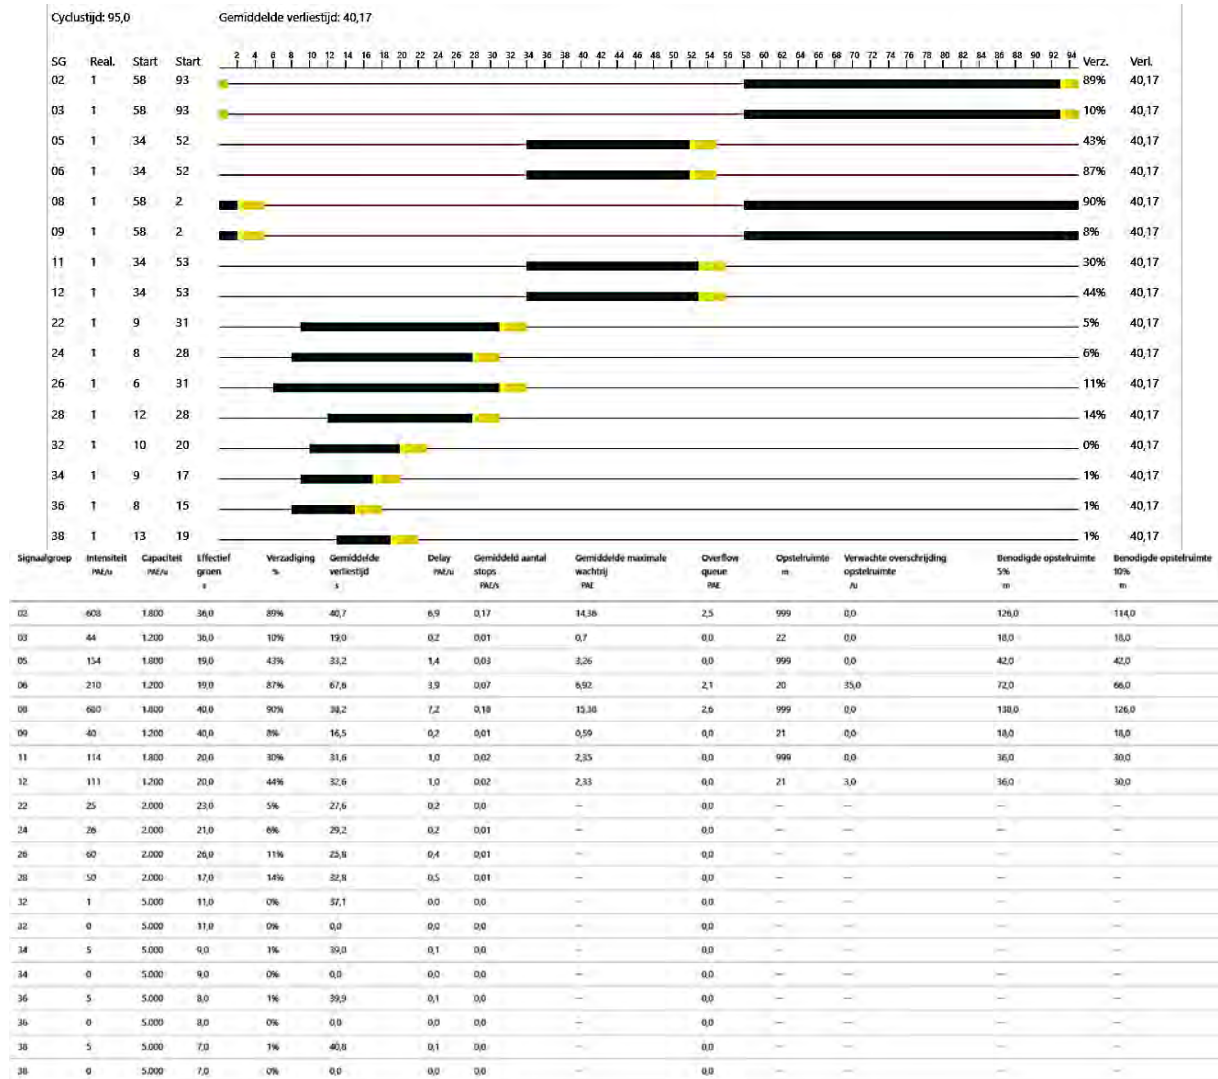 Cyclustijd: 95,0 Gemiddelde verliestijd: 40,17
2 4 6 8 10 12 14 16 18 20 22 24 26 28 30 32 34 36 38 40 42 44 46 48 50 52 54 56 58 60 62 64 66 68 70 72 74 76 78 80 82 84 86 88 90 92 94
SG Real. Start Start Verz. Verl.
02 1 58 93 89% 40,17
03 1 58 93 10% 40,17
05 1 34 52 43% 40,17
06 1 34 52 87% 40,17
08 1 58 2 90% 40,17
09 1 58 2 8% 40,17
11 1 34 53 30% 40,17
12 1 34 53 44% 40,17
22 1 9 31 5% 40,17
24 1 8 28 6% 40,17
26 1 6 31 11% 40,17
28 1 12 28 14% 40,17
32 1 10 20 0% 40,17
34 1 9 17 1% 40,17
36 1 8 15 1% 40,17
38 1 13 19 1% 40,17
Signaalgroep Intensiteit Capaciteit Effectief Verzadiging Gemiddelde Delay Gemiddeld aantal Gemiddelde maximale Overflow Opstelruimte Verwachte overschrijding Benodigde opstelruimte Benodigde opstelruimte
PAE/u PAE/u groen % verliestijd PAE/u stops wachtrij queue m opstelruimte 5% 10%
s s PAE/s PAE PAE /u m m
02 608 1.800 36,0 89% 40,7 6,9 0,17 14,36 2,5 999 0,0 126,0 114,0
03 44 1.200 36,0 10% 19,0 0,2 0,01 0,7 0,0 22 0,0 18,0 18,0
05 154 1.800 19,0 43% 33,2 1,4 0,03 3,26 0,0 999 0,0 42,0 42,0
06 210 1.200 19,0 87% 67,6 3,9 0,07 6,92 2,1 20 35,0 72,0 66,0
08 680 1.800 40,0 90% 38,2 7,2 0,18 15,38 2,6 999 0,0 138,0 126,0
09 40 1.200 40,0 8% 16,5 0,2 0,01 0,59 0,0 21 0,0 18,0 18,0
11 114 1.800 20,0 30% 31,6 1,0 0,02 2,35 0,0 999 0,0 36,0 30,0
12 111 1.200 20,0 44% 32,6 1,0 0,02 2,33 0,0 21 3,0 36,0 30,0
22 25 2.000 23,0 5% 27,6 0,2 0,0 — 0,0 — — — —
24 26 2.000 21,0 6% 29,2 0,2 0,01 — 0,0 — — — —
26 60 2.000 26,0 11% 25,8 0,4 0,01 — 0,0 — — — —
28 50 2.000 17,0 14% 32,8 0,5 0,01 — 0,0 — — — —
32 1 5.000 11,0 0% 37,1 0,0 0,0 — 0,0 — — — —
32 0 5.000 11,0 0% 0,0 0,0 0,0 — 0,0 — — — —
34 5 5.000 9,0 1% 39,0 0,1 0,0 — 0,0 — — — —
34 0 5.000 9,0 0% 0,0 0,0 0,0 — 0,0 — — — —
36 5 5.000 8,0 1% 39,9 0,1 0,0 — 0,0 — — — —
36 0 5.000 8,0 0% 0,0 0,0 0,0 — 0,0 — — — —
38 5 5.000 7,0 1% 40,8 0,1 0,0 — 0,0 — — — —
38 0 5.000 7,0 0% 0,0 0,0 0,0 — 0,0 — — — —